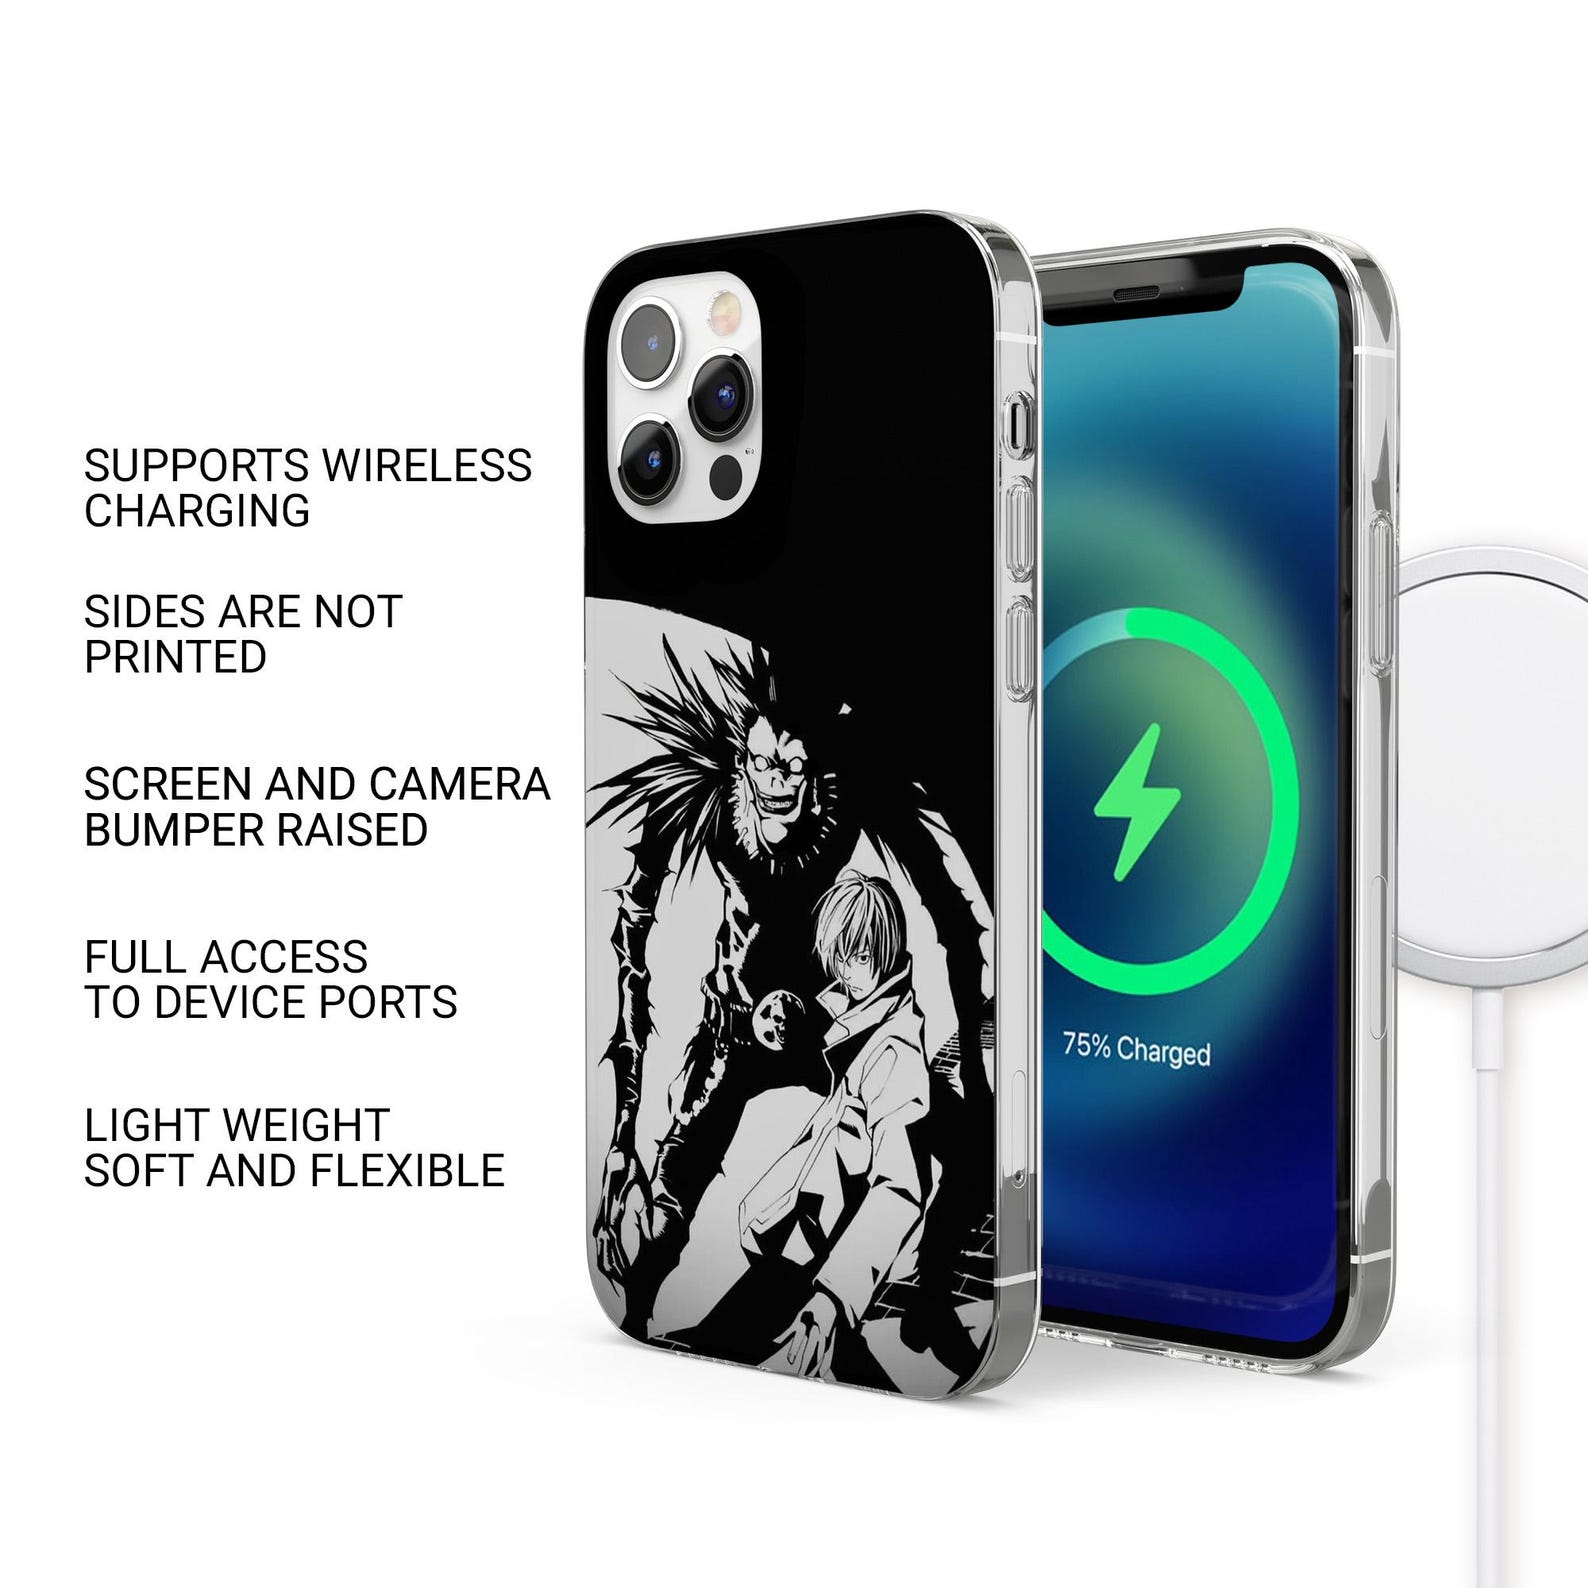 SUPPORTS WIRELESS
CHARGING
SIDES ARE NOT
PRINTED
SCREEN AND CAMERA
BUMPER RAISED
FULL ACCESS
TO DEVICE PORTS
LIGHT WEIGHT
SOFT AND FLEXIBLE
75% Charged